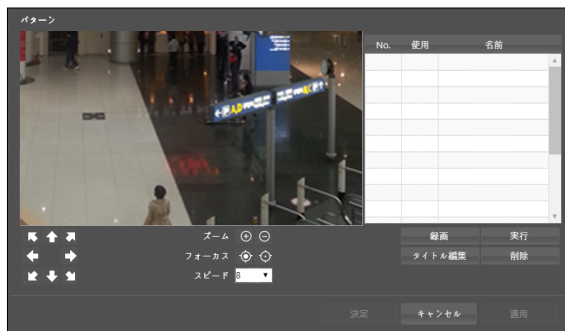 パターン
No. 使用 名前
A,D
B,C
ズーム
フォーカス
スピード 8
録画 実行
タイトル編集 削除
決定 キャンセル 適用